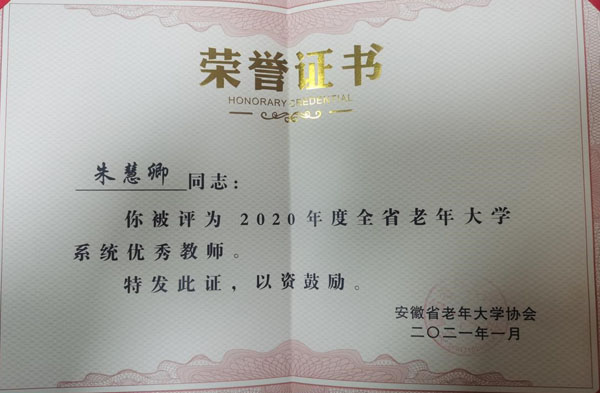 荣誉证书
HONORARY CREDENTIAL
朱慧卿同志：
你被评为2020年度全省老年大学
系统优秀教师。
特发此证，以资鼓励。
安徽省老年大学协会
二〇二一年一月